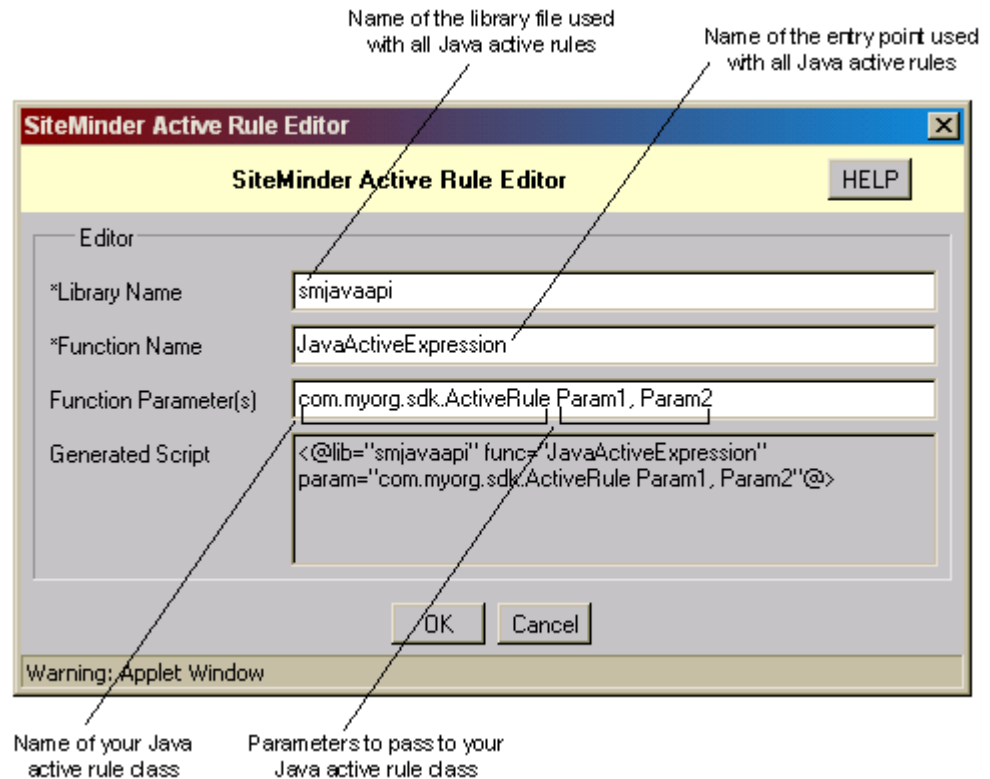 Name of the library file used
with all Java active rules
Name of the entry point used
with all Java active rules
SiteMinder Active Rule Editor
SiteMinder Active Rule Editor
HELP
Editor
*Library Name
smjavaapi
*Function Name
JavaActiveExpression
Function Parameter(s)
com.myorg.sdk.ActiveRule Param1, Param2
Generated Script
<@lib="smjavaapi" func="JavaActiveExpression"
param="com.myorg.sdk.ActiveRule Param1, Param2"@>
OK
Cancel
Warning: Applet Window
Name of your Java
active rule class
Parameters to pass to your
Java active rule class